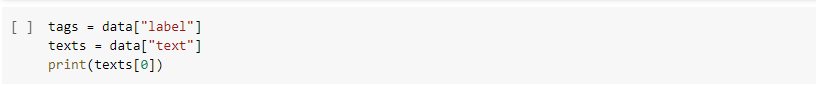 [ ] tags = data["label"]
texts = data["text"]
print(texts[0])